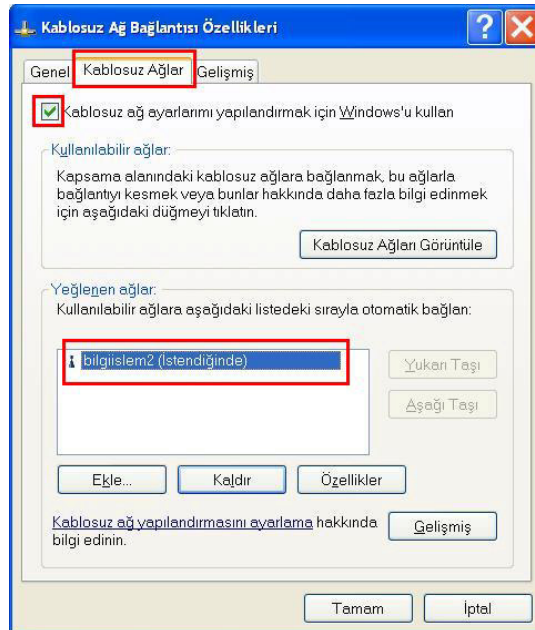 Kablosuz Ağ Bağlantısı Özellikleri
Genel Kablosuz Ağlar Gelişmiş
Kablosuz ağ ayarlarımı yapılandırmak için Windows'u kullan
Kullanılabilir ağlar:
Kapsama alanındaki kablosuz ağlara bağlanmak, bu ağlarla
bağlantıyı kesmek veya bunlar hakkında daha fazla bilgi edinmek
için aşağıdaki düğmeyi tıklatın.
Kablosuz Ağları Görüntüle
Yeğlenen ağlar:
Kullanılabilir ağlara aşağıdaki listedeki sırayla otomatik bağlan:
bilgiislem2 (İstendiğinde)
Yukarı Taşı
Aşağı Taşı
Ekle... Kaldır Özellikler
Kablosuz ağ yapılandırmasını ayarlama hakkında
bilgi edinin.
Gelişmiş
Tamam İptal